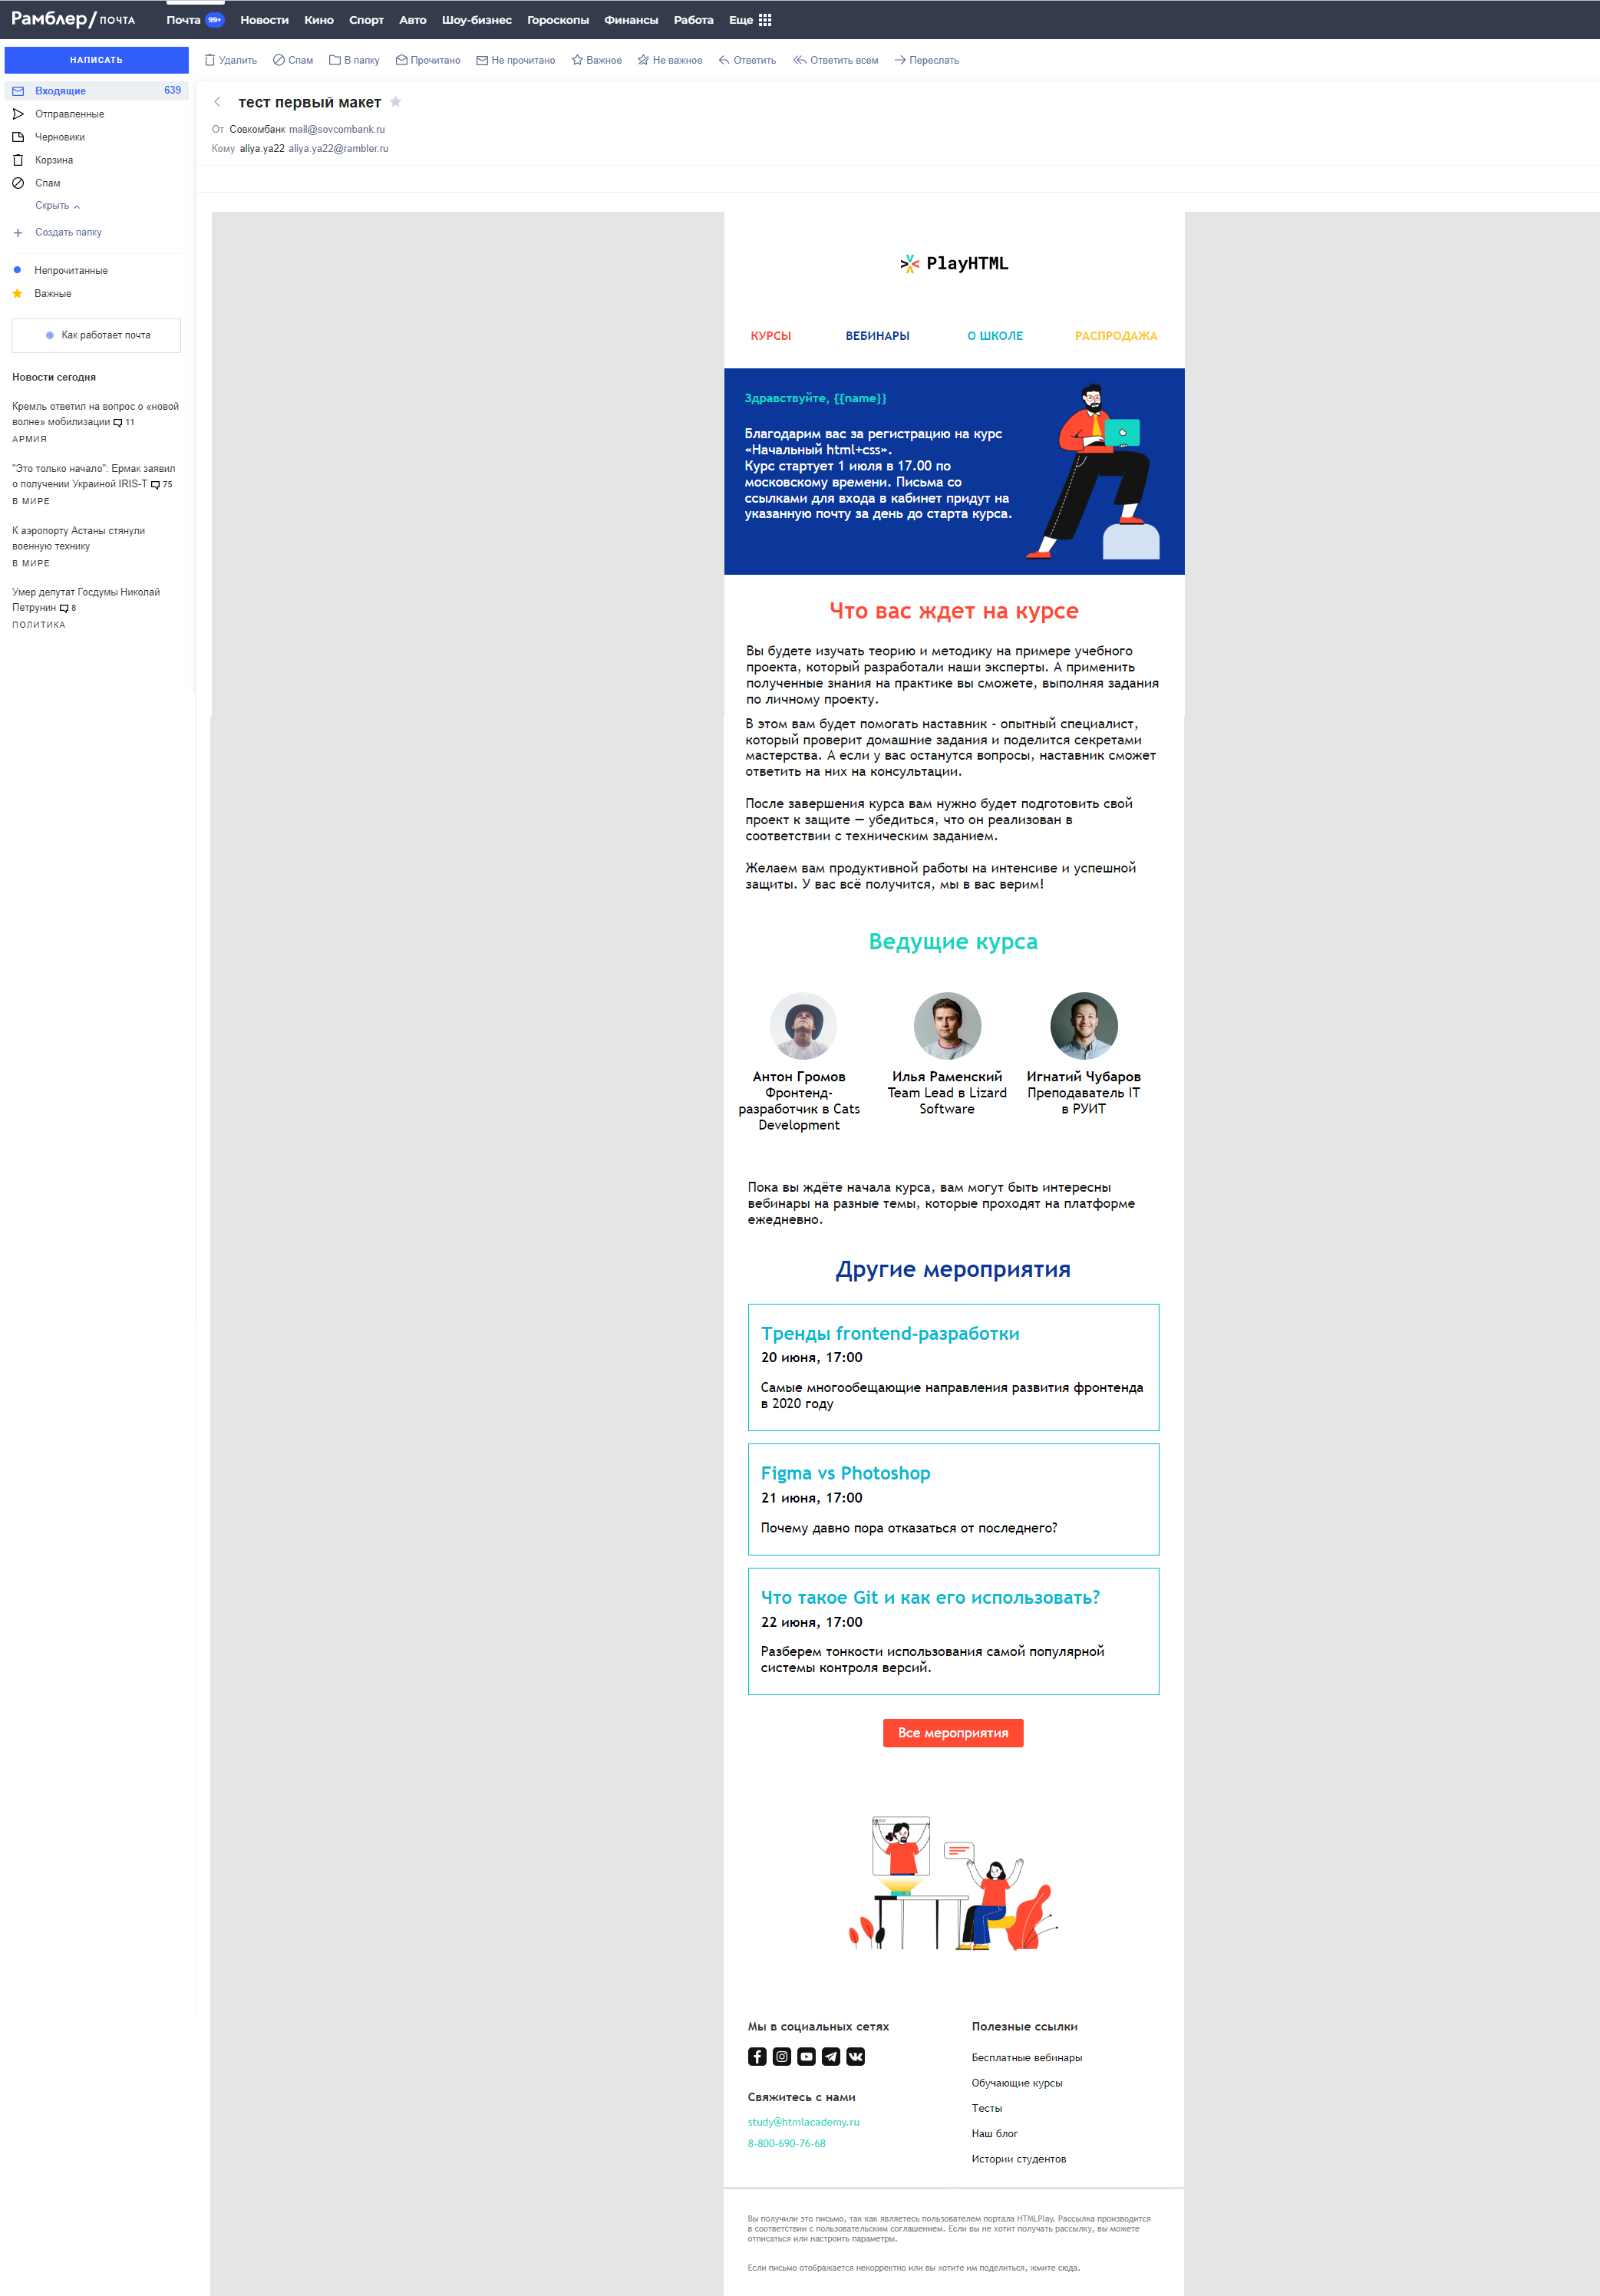 Рамблер/ почта
Почта 99+ Новости Кино Спорт Авто Шоу-бизнес Гороскопы Финансы Работа Еще
НАПИСАТЬ
Входящие 639
Отправленные
Черновики
Корзина
Спам
Скрыть
Создать папку
Непрочитанные
Важные
Как работает почта
Новости сегодня
Кремль ответил на вопрос о «новой
волне» мобилизации 11
АРМИЯ
"Это только начало": Ермак заявил
о получении Украиной IRIS-T 75
В МИРЕ
К аэропорту Астаны стянули
военную технику
В МИРЕ
Умер депутат Госдумы Николай
Петрунин 8
ПОЛИТИКА
Удалить Спам В папку Прочитано Не прочитано Важное Не важное Ответить Ответить всем Переслать
тест первый макет
От Совкомбанк mail@sovcombank.ru
Кому aliya.ya22 aliya.ya22@rambler.ru
PlayHTML
КУРСЫ ВЕБИНАРЫ О ШКОЛЕ РАСПРОДАЖА
Здравствуйте, {{name}}
Благодарим вас за регистрацию на курс
«Начальный html+css».
Курс стартует 1 июля в 17.00 по
московскому времени. Письма со
ссылками для входа в кабинет придут на
указанную почту за день до старта курса.
Что вас ждет на курсе
Вы будете изучать теорию и методику на примере учебного
проекта, который разработали наши эксперты. А применить
полученные знания на практике вы сможете, выполняя задания
по личному проекту.
В этом вам будет помогать наставник - опытный специалист,
который проверит домашние задания и поделится секретами
мастерства. А если у вас останутся вопросы, наставник сможет
ответить на них на консультации.
После завершения курса вам нужно будет подготовить свой
проект к защите — убедиться, что он реализован в
соответствии с техническим заданием.
Желаем вам продуктивной работы на интенсиве и успешной
защиты. У вас всё получится, мы в вас верим!
Ведущие курса
Антон Громов
Фронтенд-
разработчик в Cats
Development
Илья Раменский
Team Lead в Lizard
Software
Игнатий Чубаров
Преподаватель IT
в РУИТ
Пока вы ждёте начала курса, вам могут быть интересны
вебинары на разные темы, которые проходят на платформе
ежедневно.
Другие мероприятия
Тренды frontend-разработки
20 июня, 17:00
Самые многообещающие направления развития фронтенда
в 2020 году
Figma vs Photoshop
21 июня, 17:00
Почему давно пора отказаться от последнего?
Что такое Git и как его использовать?
22 июня, 17:00
Разберем тонкости использования самой популярной
системы контроля версий.
Все мероприятия
Мы в социальных сетях
Свяжитесь с нами
study@htmlacademy.ru
8-800-690-76-68
Полезные ссылки
Бесплатные вебинары
Обучающие курсы
Тесты
Наш блог
Истории студентов
Вы получили это письмо, так как являетесь пользователем портала HTMLPlay. Рассылка производится
в соответствии с пользовательским соглашением. Если вы не хотит получать рассылку, вы можете
отписаться или настроить параметры.
Если письмо отображается некорректно или вы хотите им поделиться, жмите сюда.